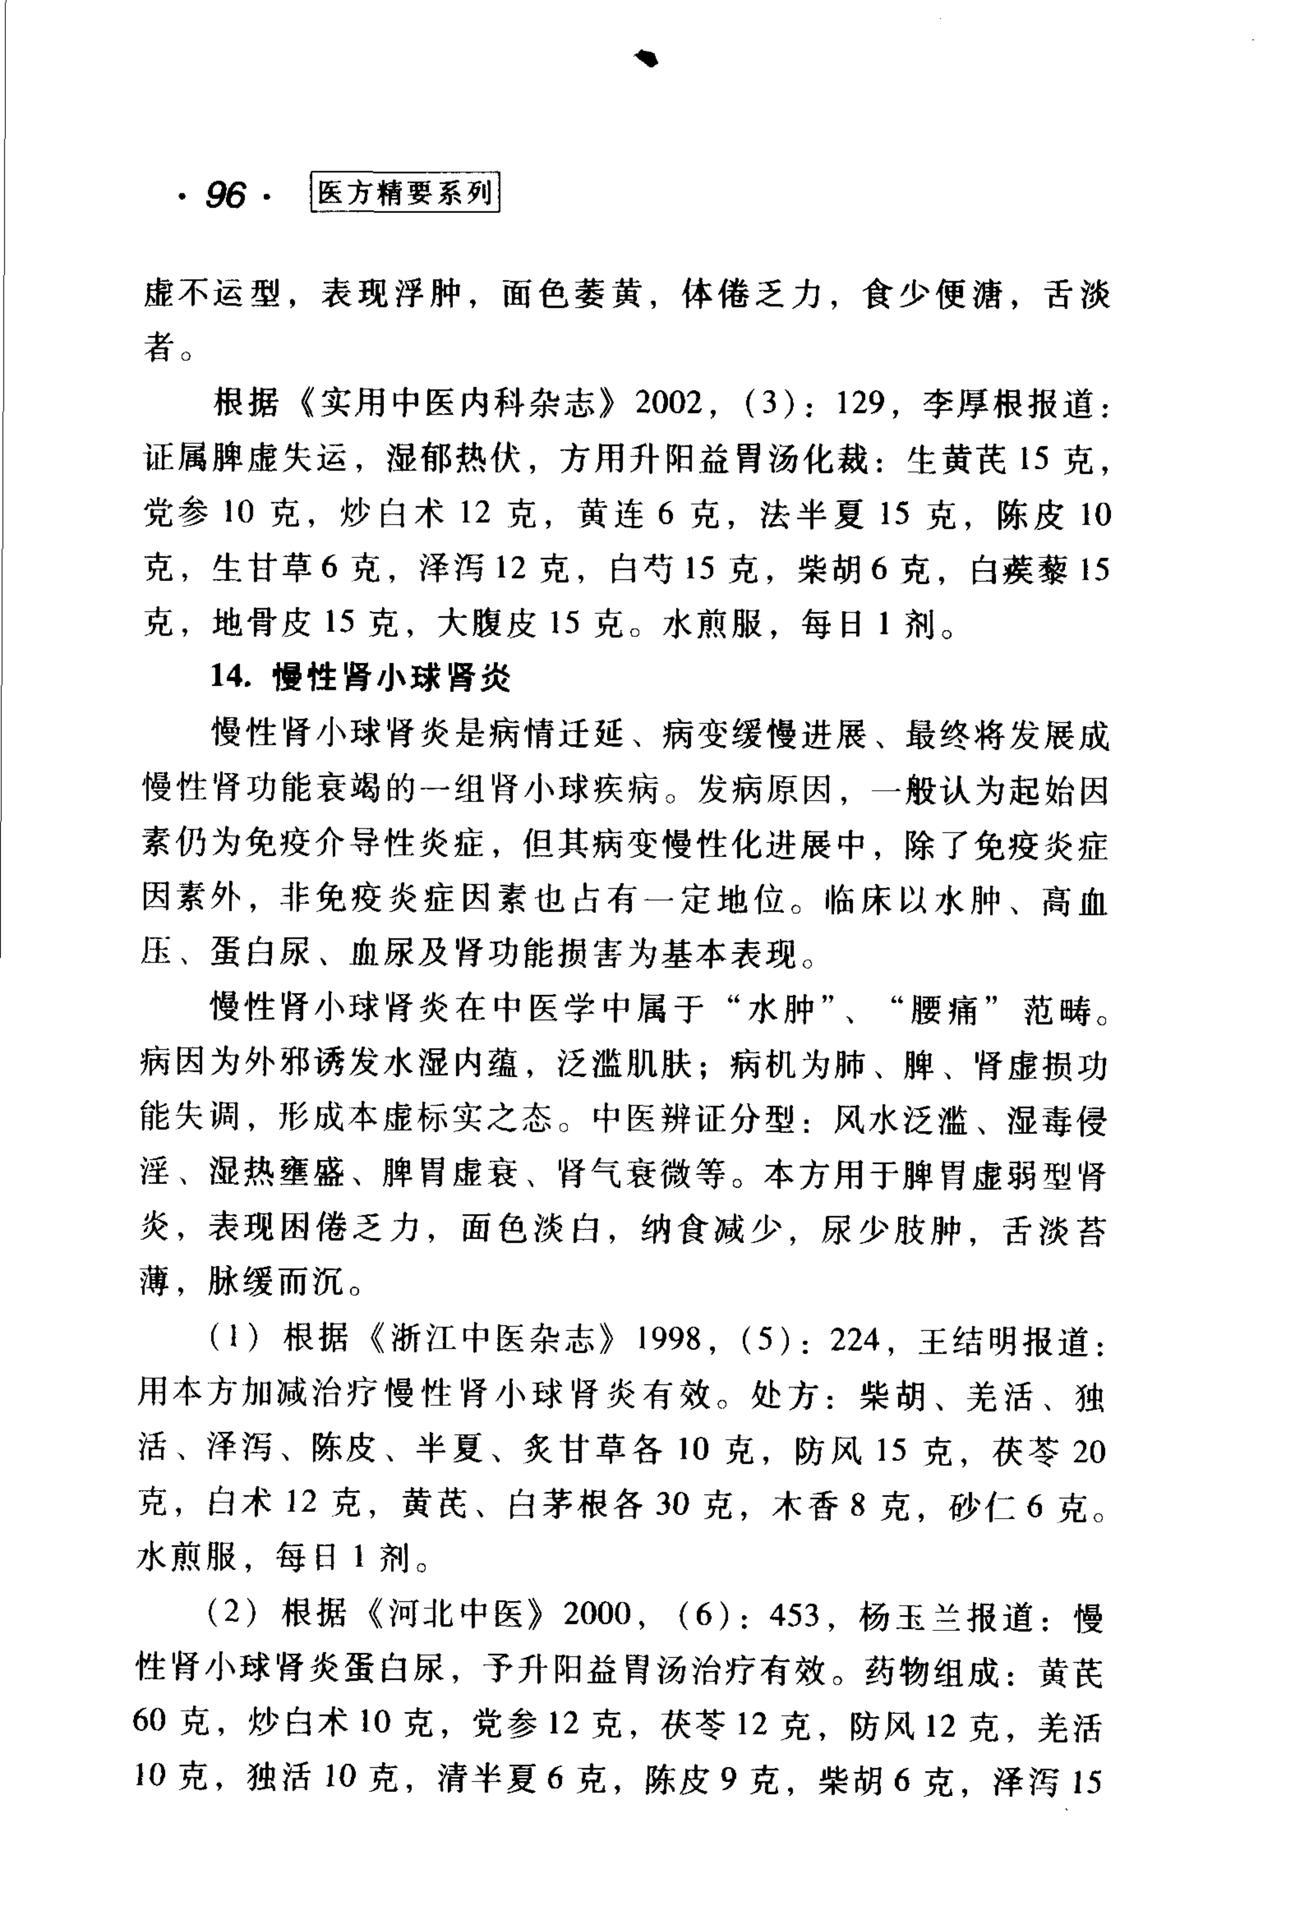 ·96· 医方精要系列
虚不运型，表现浮肿，面色萎黄，体倦乏力，食少便溏，舌淡
者。
根据《实用中医内科杂志》2002，(3)：129，李厚根报道：
证属脾虚失运，湿郁热伏，方用升阳益胃汤化裁：生黄芪 15 克，
党参 10 克，炒白术 12 克，黄连 6 克，法半夏 15 克，陈皮 10
克，生甘草 6 克，泽泻 12 克，白芍 15 克，柴胡 6 克，白蒺藜 15
克，地骨皮 15 克，大腹皮 15 克。水煎服，每日 1 剂。
14. 慢性肾小球肾炎
慢性肾小球肾炎是病情迁延、病变缓慢进展、最终将发展成
慢性肾功能衰竭的一组肾小球疾病。发病原因，一般认为起始因
素仍为免疫介导性炎症，但其病变慢性化进展中，除了免疫炎症
因素外，非免疫炎症因素也占有一定地位。临床以水肿、高血
压、蛋白尿、血尿及肾功能损害为基本表现。
慢性肾小球肾炎在中医学中属于“水肿”、“腰痛”范畴。
病因为外邪诱发水湿内蕴，泛滥肌肤；病机为肺、脾、肾虚损功
能失调，形成本虚标实之态。中医辨证分型：风水泛滥、湿毒侵
淫、湿热壅盛、脾胃虚衰、肾气衰微等。本方用于脾胃虚弱型肾
炎，表现困倦乏力，面色淡白，纳食减少，尿少肢肿，舌淡苔
薄，脉缓而沉。
(1) 根据《浙江中医杂志》1998，(5)：224，王结明报道：
用本方加减治疗慢性肾小球肾炎有效。处方：柴胡、羌活、独
活、泽泻、陈皮、半夏、炙甘草各 10 克，防风 15 克，茯苓 20
克，白术 12 克，黄芪、白茅根各 30 克，木香 8 克，砂仁 6 克。
水煎服，每日 1 剂。
(2) 根据《河北中医》2000，(6)：453，杨玉兰报道：慢
性肾小球肾炎蛋白尿，予升阳益胃汤治疗有效。药物组成：黄芪
60 克，炒白术 10 克，党参 12 克，茯苓 12 克，防风 12 克，羌活
10 克，独活 10 克，清半夏 6 克，陈皮 9 克，柴胡 6 克，泽泻 15